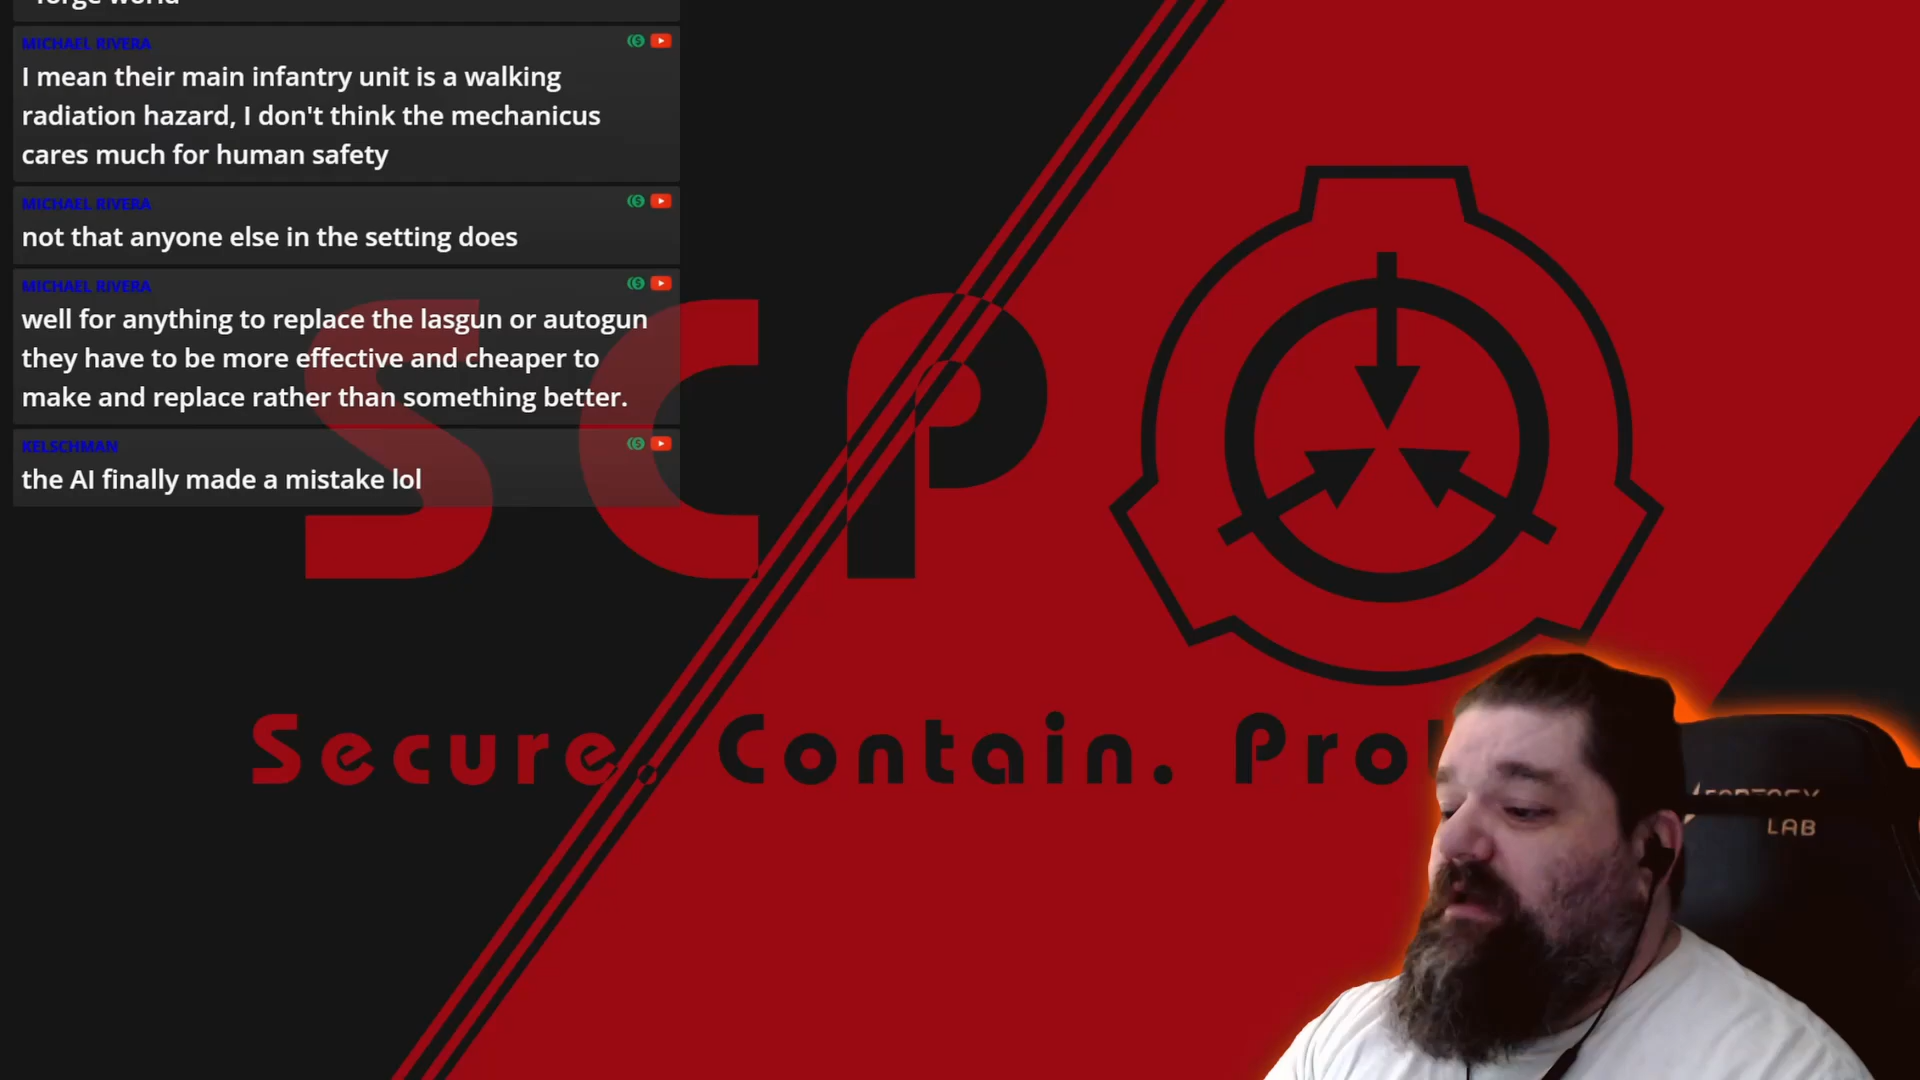 forge world
MICHAEL RIVERA
I mean their main infantry unit is a walking
radiation hazard, I don't think the mechanicus
cares much for human safety
MICHAEL RIVERA
not that anyone else in the setting does
MICHAEL RIVERA
well for anything to replace the lasgun or autogun
they have to be more effective and cheaper to
make and replace rather than something better.
KELSCHMAN
the AI finally made a mistake lol
SCP
Secure. Contain. Pro
LAB